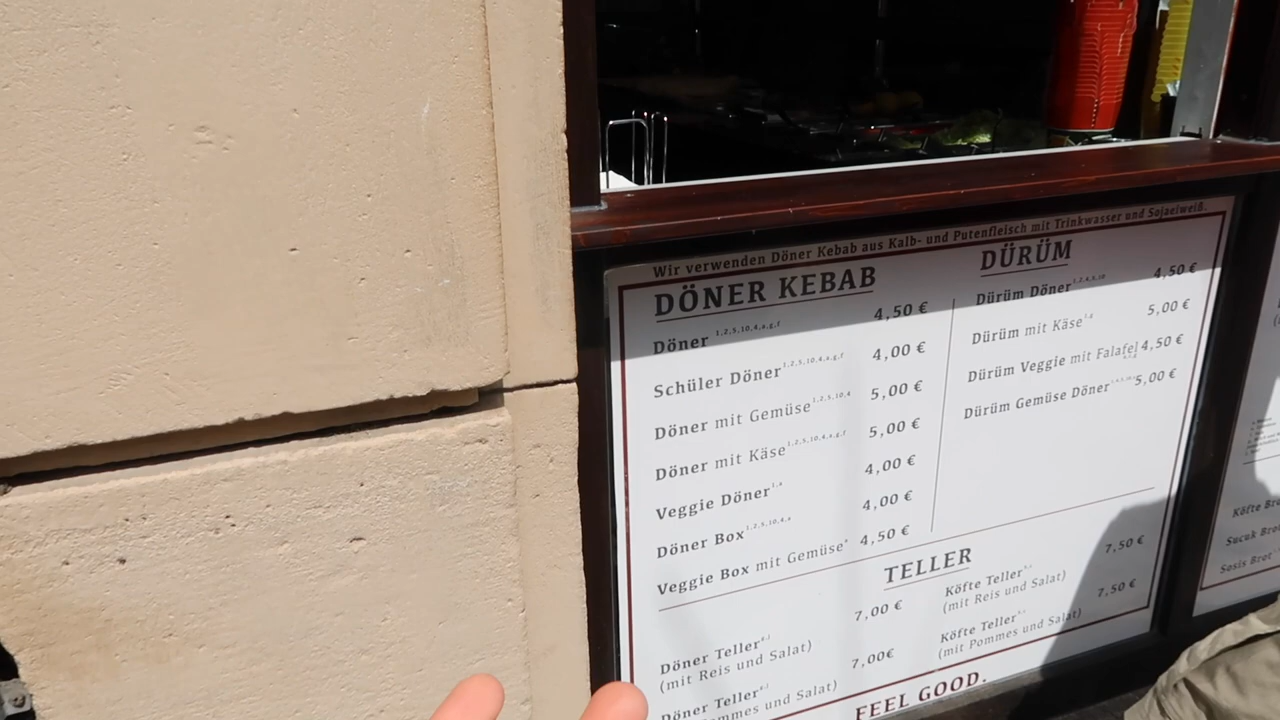 Wir verwenden Döner Kebab aus Kalb- und Putenfleisch mit Trinkwasser und Sojaeiweiß.
DÖNER KEBAB
Döner 1,2,5,10,4,a,g,f 4,50 €
Schüler Döner 1,2,5,10,4,a,g,f 4,00 €
Döner mit Gemüse 1,2,5,10,4 5,00 €
Döner mit Käse 1,2,5,10,4,a,g,f 5,00 €
Veggie Döner 4,00 €
Döner Box 1,2,5,10,4,a 4,00 €
Veggie Box mit Gemüse 4,50 €
DÜRÜM
Dürüm Döner 1,2,4,5,10 4,50 €
Dürüm mit Käse 5,00 €
Dürüm Veggie mit Falafel 4,50 €
Dürüm Gemüse Döner 5,00 €
TELLER
Döner Teller 7,00 €
(mit Reis und Salat)
Döner Teller 7,00€
Pommes und Salat)
Köfte Teller 7,50 €
(mit Reis und Salat)
Köfte Teller 7,50 €
(mit Pommes und Salat)
FEEL GOOD.
Köfte
Sucuk
Sosis Brot